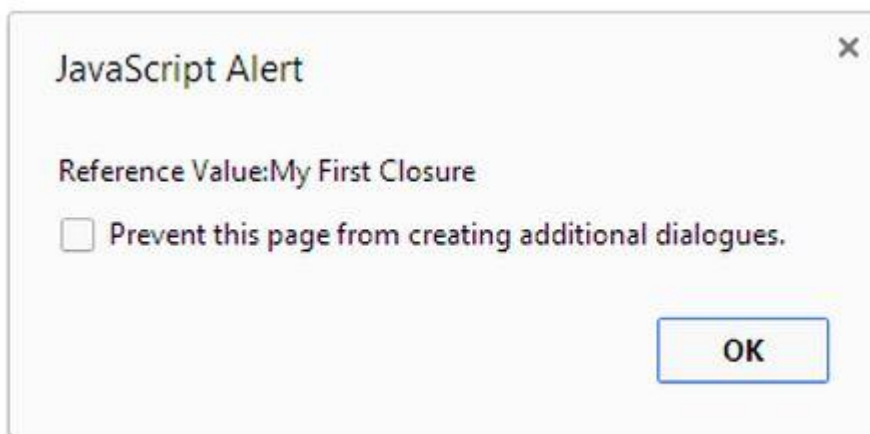 JavaScript Alert
Reference Value:My First Closure
Prevent this page from creating additional dialogues.
OK